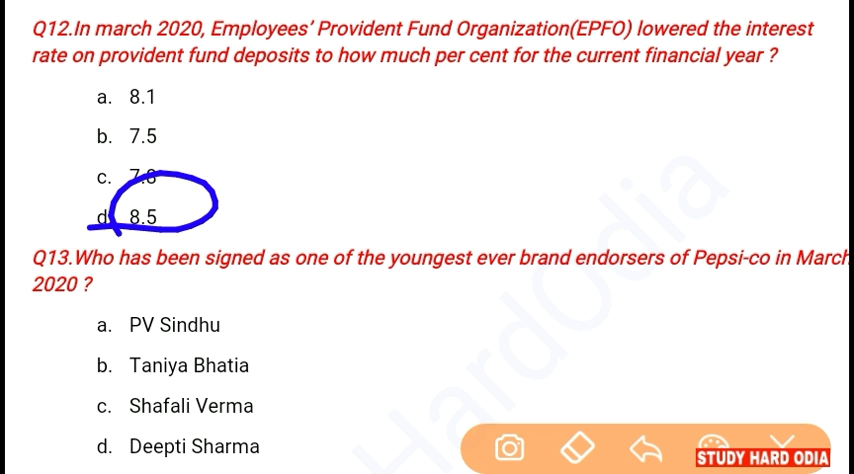 Q12.In march 2020, Employees’ Provident Fund Organization(EPFO) lowered the interest
rate on provident fund deposits to how much per cent for the current financial year ?
a. 8.1
b. 7.5
c. 7.8
d. 8.5
Q13.Who has been signed as one of the youngest ever brand endorsers of Pepsi-co in March
2020 ?
a. PV Sindhu
b. Taniya Bhatia
c. Shafali Verma
d. Deepti Sharma
HardOdia
STUDY HARD ODIA